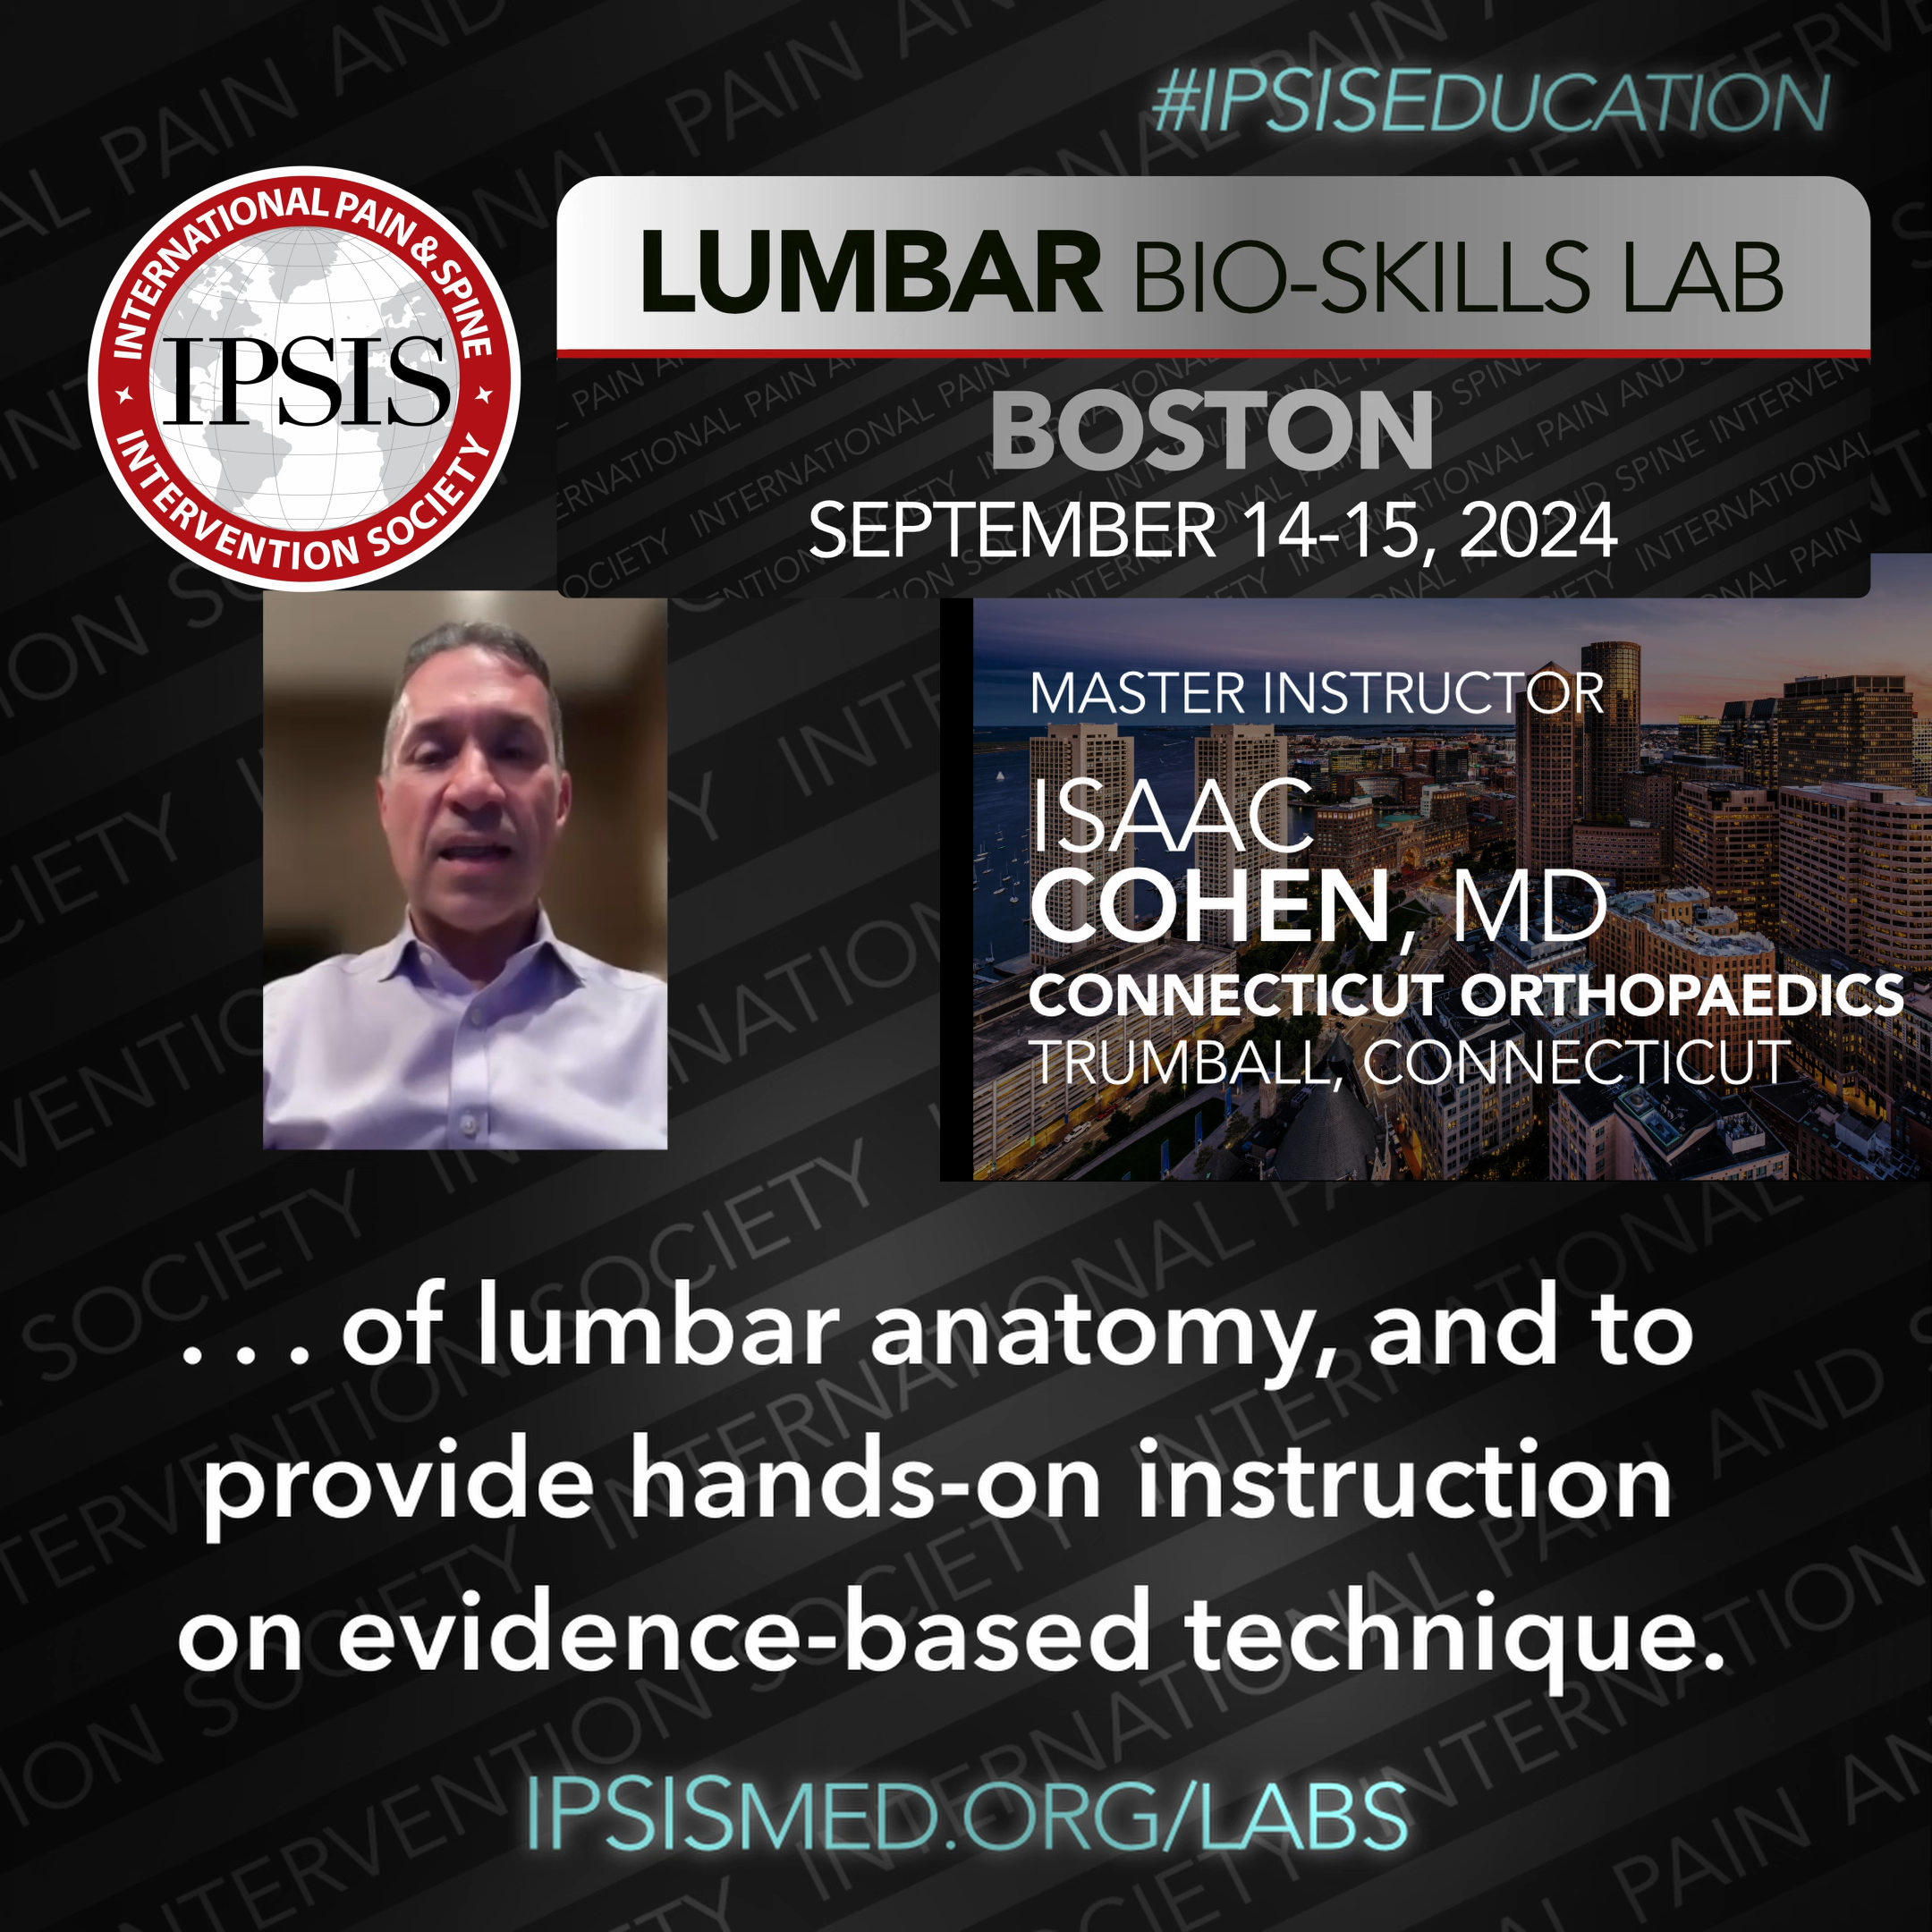 #IPSISEDUCATION
INTERNATIONAL PAIN & SPINE
IPSIS
INTERVENTION SOCIETY
LUMBAR BIO-SKILLS LAB
BOSTON
SEPTEMBER 14-15, 2024
MASTER INSTRUCTOR
ISAAC
COHEN, MD
CONNECTICUT ORTHOPAEDICS
TRUMBALL, CONNECTICUT
... of lumbar anatomy, and to
provide hands-on instruction
on evidence-based technique.
IPSISMED.ORG/LABS